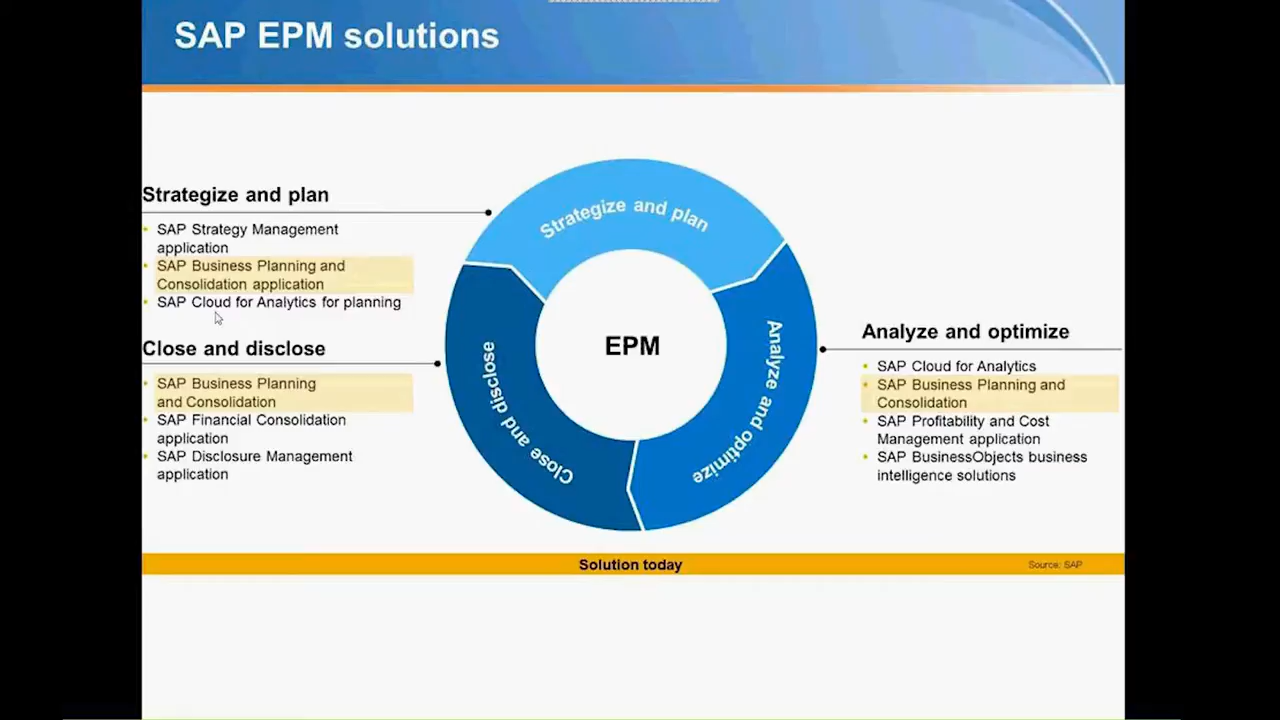 SAP EPM solutions
Strategize and plan
• SAP Strategy Management
application
• SAP Business Planning and
Consolidation application
• SAP Cloud for Analytics for planning
Close and disclose
• SAP Business Planning
and Consolidation
• SAP Financial Consolidation
application
• SAP Disclosure Management
application
Strategize and plan
Analyze and optimize
Close and disclose
EPM
Analyze and optimize
• SAP Cloud for Analytics
• SAP Business Planning and
Consolidation
• SAP Profitability and Cost
Management application
• SAP BusinessObjects business
intelligence solutions
Solution today
Source: SAP